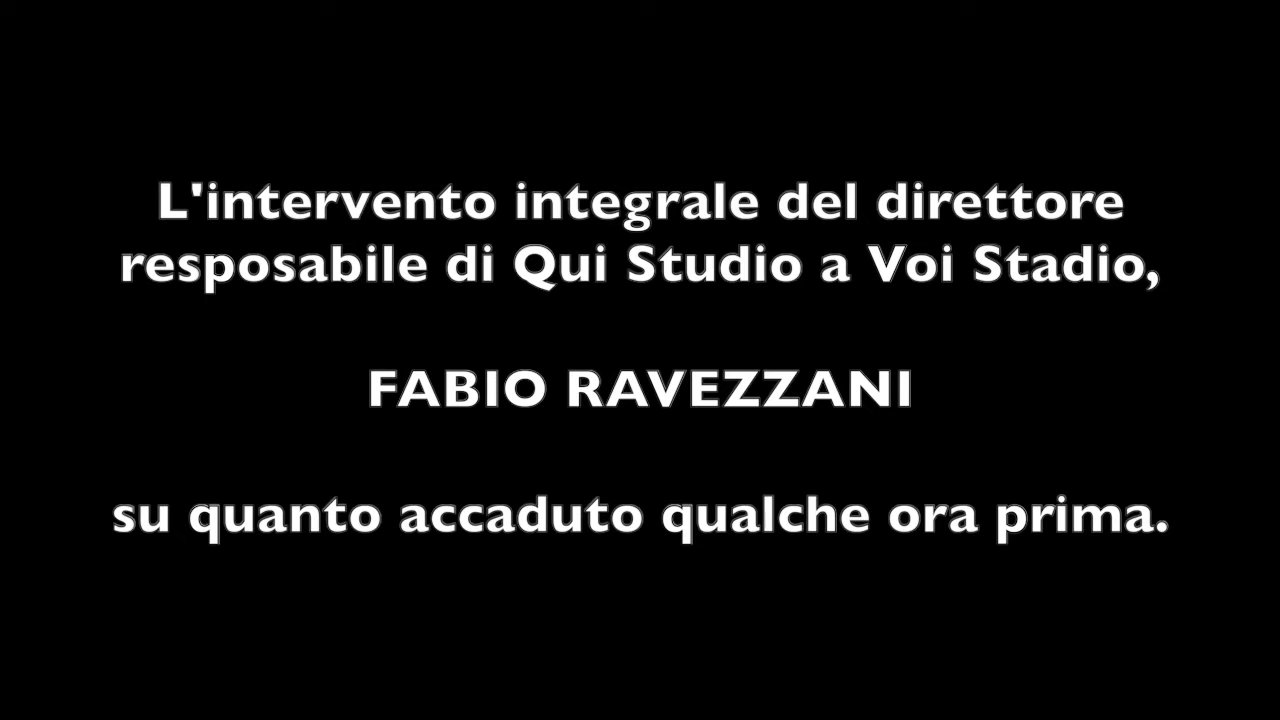 L'intervento integrale del direttore
resposabile di Qui Studio a Voi Stadio,
FABIO RAVEZZANI
su quanto accaduto qualche ora prima.